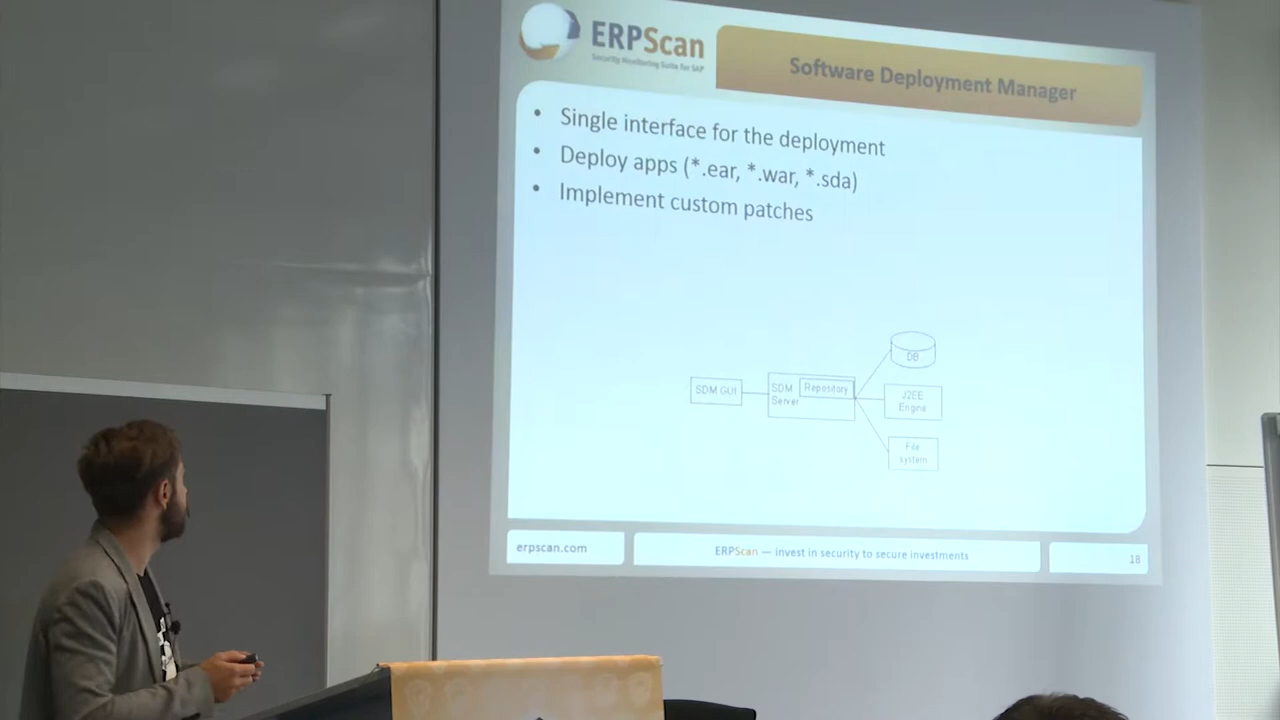 ERPScan
Security Monitoring Suite for SAP
Software Deployment Manager
• Single interface for the deployment
• Deploy apps (*.ear, *.war, *.sda)
• Implement custom patches
DB
SDM GUI
SDM
Server
Repository
J2EE
Engine
File
system
erpscan.com
ERPScan — invest in security to secure investments
18